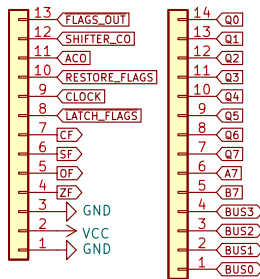 13 FLAGS_OUT
12 SHIFTER_CO
11 ACO
10 RESTORE_FLAGS
9 CLOCK
8 LATCH_FLAGS
7 CF
6 SF
5 OF
4 ZF
3 GND
2 VCC
1 GND
14 Q0
13 Q1
12 Q2
11 Q3
10 Q4
9 Q5
8 Q6
7 Q7
6 A7
5 B7
4 BUS3
3 BUS2
2 BUS1
1 BUS0